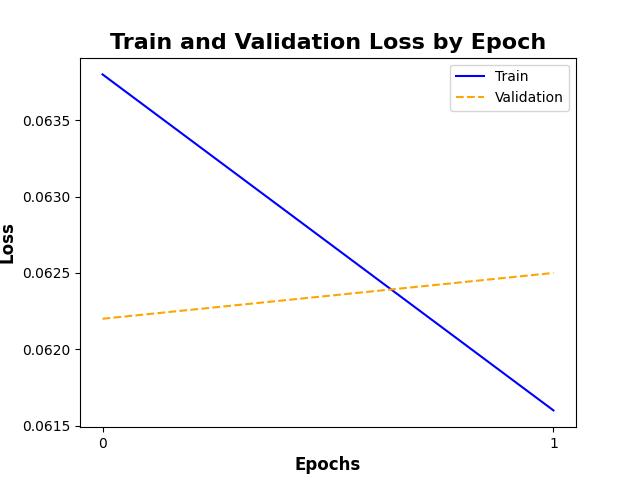 Train and Validation Loss by Epoch
Train
Validation
0.0635
0.0630
0.0625
0.0620
0.0615
Loss
0
1
Epochs